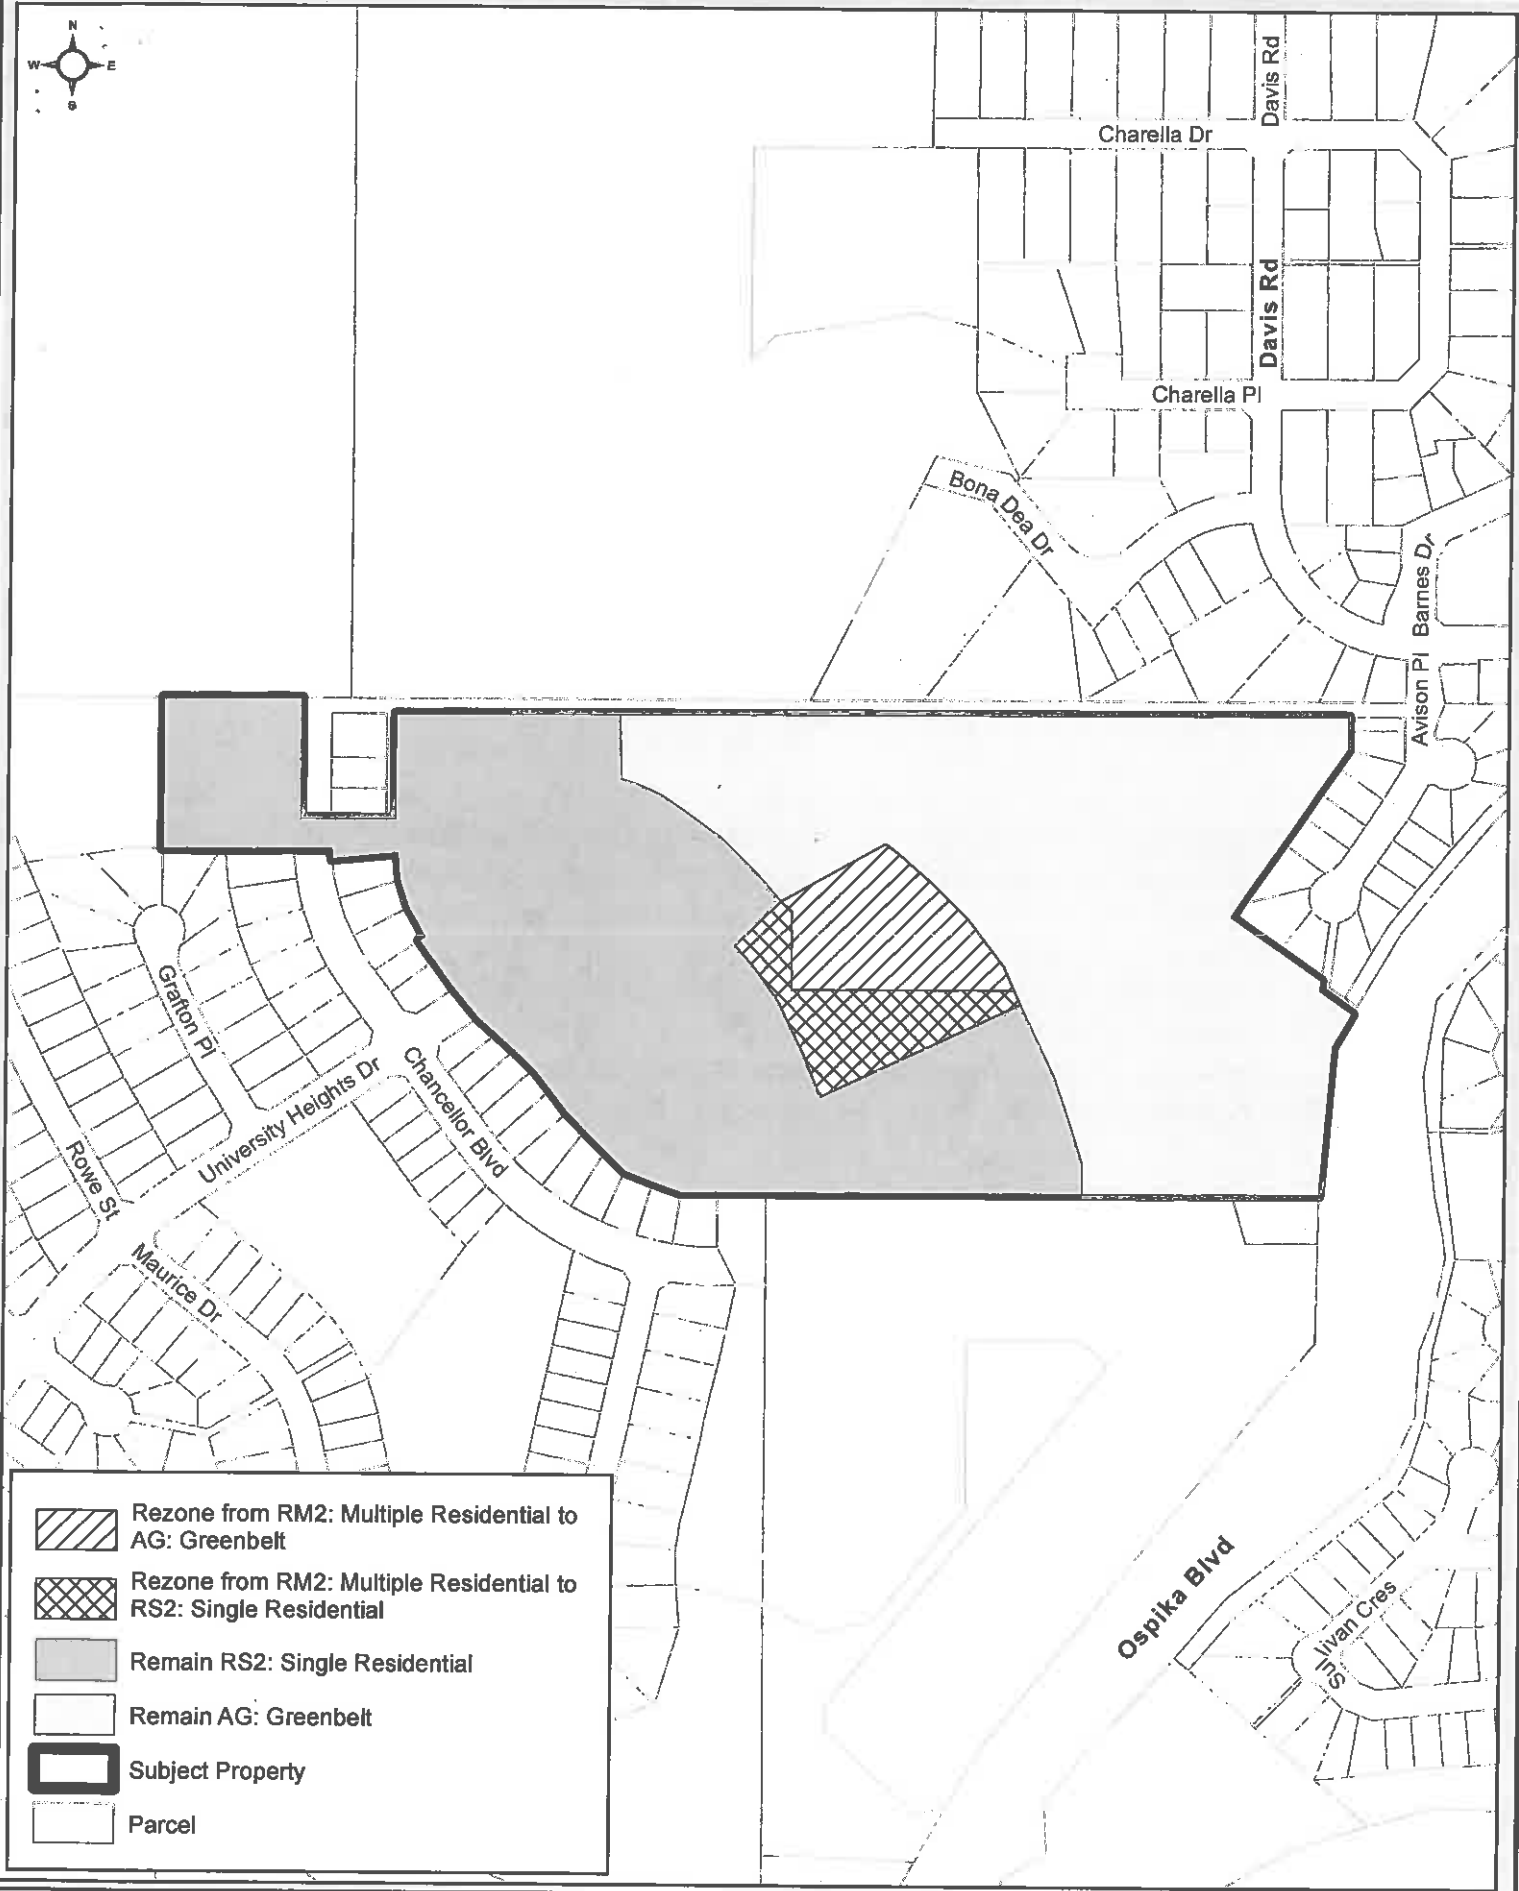 N
W E
S
Davis Rd
Charella Dr
Davis Rd
Charella Pl
Bona Dea Dr
Barnes Dr
Avison Pl
Grafton Pl
University Heights Dr
Chancellor Blvd
Rowe St
Maurice Dr
Ospika Blvd
Sullivan Cres
Rezone from RM2: Multiple Residential to
AG: Greenbelt
Rezone from RM2: Multiple Residential to
RS2: Single Residential
Remain RS2: Single Residential
Remain AG: Greenbelt
Subject Property
Parcel